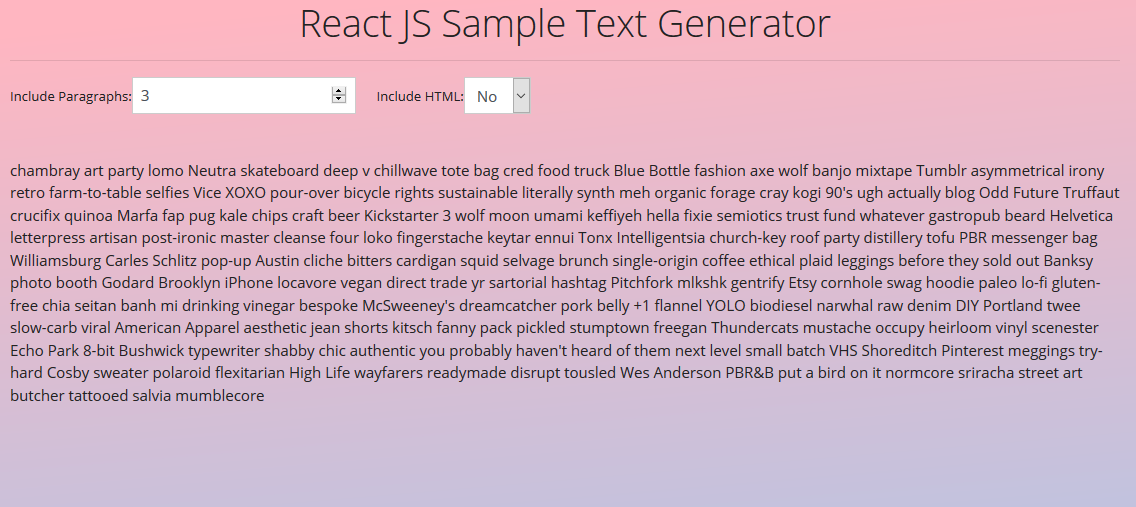 React JS Sample Text Generator
Include Paragraphs: 3 Include HTML: No
chambray art party lomo Neutra skateboard deep v chillwave tote bag cred food truck Blue Bottle fashion axe wolf banjo mixtape Tumblr asymmetrical irony
retro farm-to-table selfies Vice XOXO pour-over bicycle rights sustainable literally synth meh organic forage cray kogi 90's ugh actually blog Odd Future Truffaut
crucifix quinoa Marfa fap pug kale chips craft beer Kickstarter 3 wolf moon umami keffiyeh hella fixie semiotics trust fund whatever gastropub beard Helvetica
letterpress artisan post-ironic master cleanse four loko fingerstache keytar ennui Tonx Intelligentsia church-key roof party distillery tofu PBR messenger bag
Williamsburg Carles Schlitz pop-up Austin cliche bitters cardigan squid selvage brunch single-origin coffee ethical plaid leggings before they sold out Banksy
photo booth Godard Brooklyn iPhone locavore vegan direct trade yr sartorial hashtag Pitchfork mlkshk gentrify Etsy cornhole swag hoodie paleo lo-fi gluten-
free chia seitan banh mi drinking vinegar bespoke McSweeney's dreamcatcher pork belly +1 flannel YOLO biodiesel narwhal raw denim DIY Portland twee
slow-carb viral American Apparel aesthetic jean shorts kitsch fanny pack pickled stumptown freegan Thundercats mustache occupy heirloom vinyl scenester
Echo Park 8-bit Bushwick typewriter shabby chic authentic you probably haven't heard of them next level small batch VHS Shoreditch Pinterest meggings try-
hard Cosby sweater polaroid flexitarian High Life wayfarers readymade disrupt tousled Wes Anderson PBR&B put a bird on it normcore sriracha street art
butcher tattooed salvia mumblecore